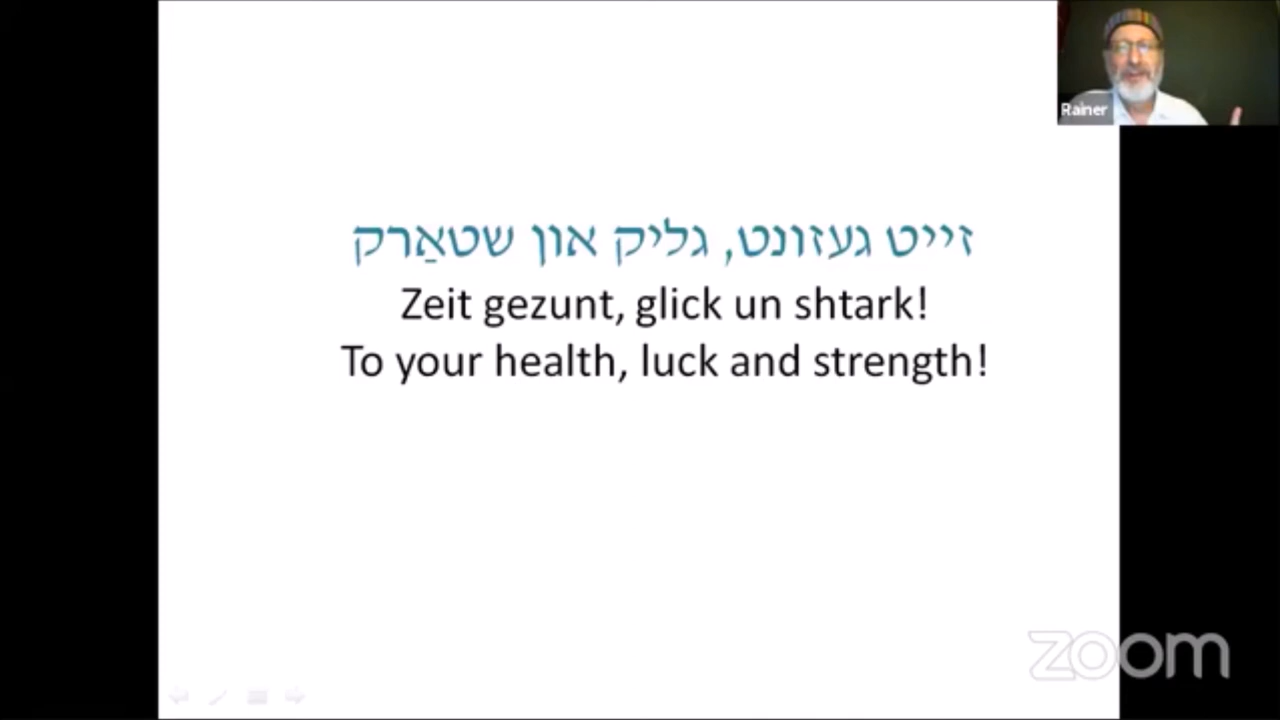 Rainer
זייט געזונט, גליק און שטאַרק
Zeit gezunt, glick un shtark!
To your health, luck and strength!
zoom